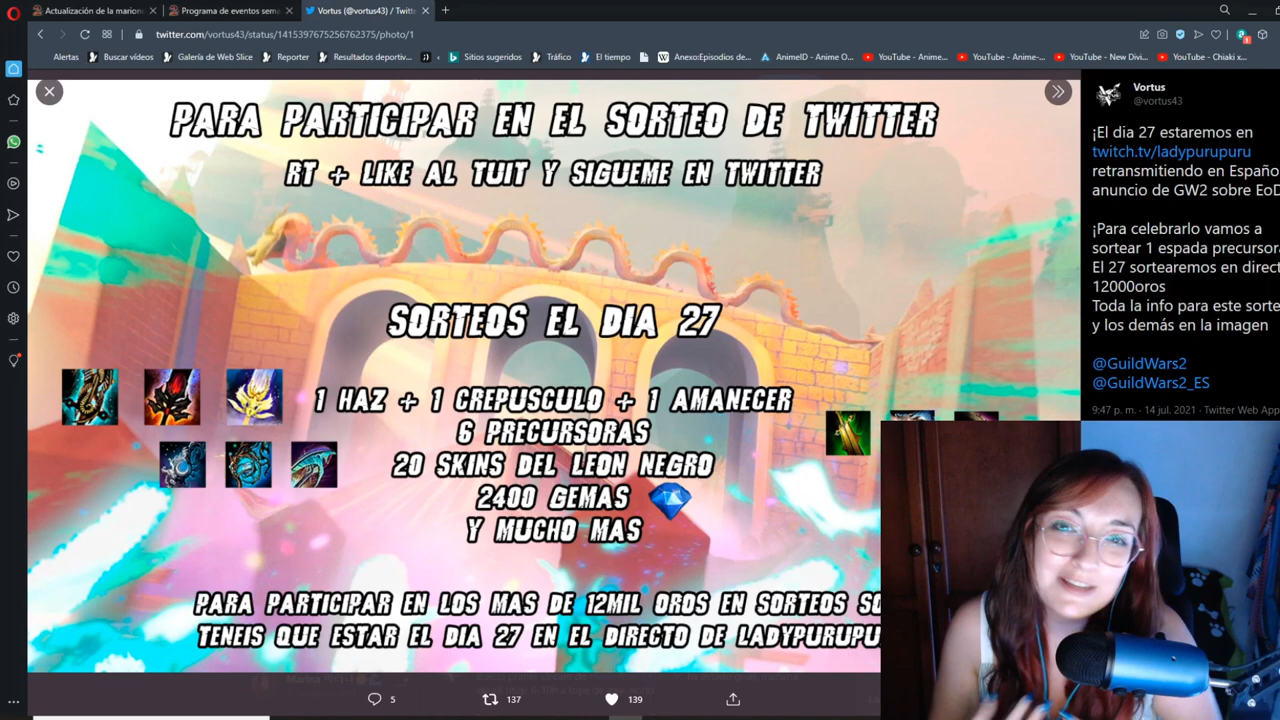 Actualización de la marion
Programa de eventos sema
Vortus (@vortus43) / Twitte
twitter.com/vortus43/status/1415397675256762375/photo/1
Alertas
Buscar vídeos
Galería de Web Slice
Reporter
Resultados deportiv...
Sitios sugeridos
Tráfico
El tiempo
Anexo:Episodios de...
AnimeID - Anime O...
YouTube - Anime-...
YouTube - Anime-...
YouTube - New Divi...
YouTube - Chiaki x...
PARA PARTICIPAR EN EL SORTEO DE TWITTER
RT + LIKE AL TUIT Y SIGUEME EN TWITTER
SORTEOS EL DIA 27
1 HAZ + 1 CREPUSCULO + 1 AMANECER
6 PRECURSORAS
20 SKINS DEL LEON NEGRO
2400 GEMAS
Y MUCHO MAS
PARA PARTICIPAR EN LOS MAS DE 12MIL OROS EN SORTEOS SO
TENEIS QUE ESTAR EL DIA 27 EN EL DIRECTO DE LADYPURUPU
Vortus
@vortus43
¡El dia 27 estaremos en
twitch.tv/ladypurupuru
retransmitiendo en Españo
anuncio de GW2 sobre EoD
¡Para celebrarlo vamos a
sortear 1 espada precursora
El 27 sortearemos en direct
12000oros
Toda la info para este sorte
y los demás en la imagen
@GuildWars2
@GuildWars2_ES
9:47 p. m. · 14 jul. 2021 · Twitter Web App
5
137
139